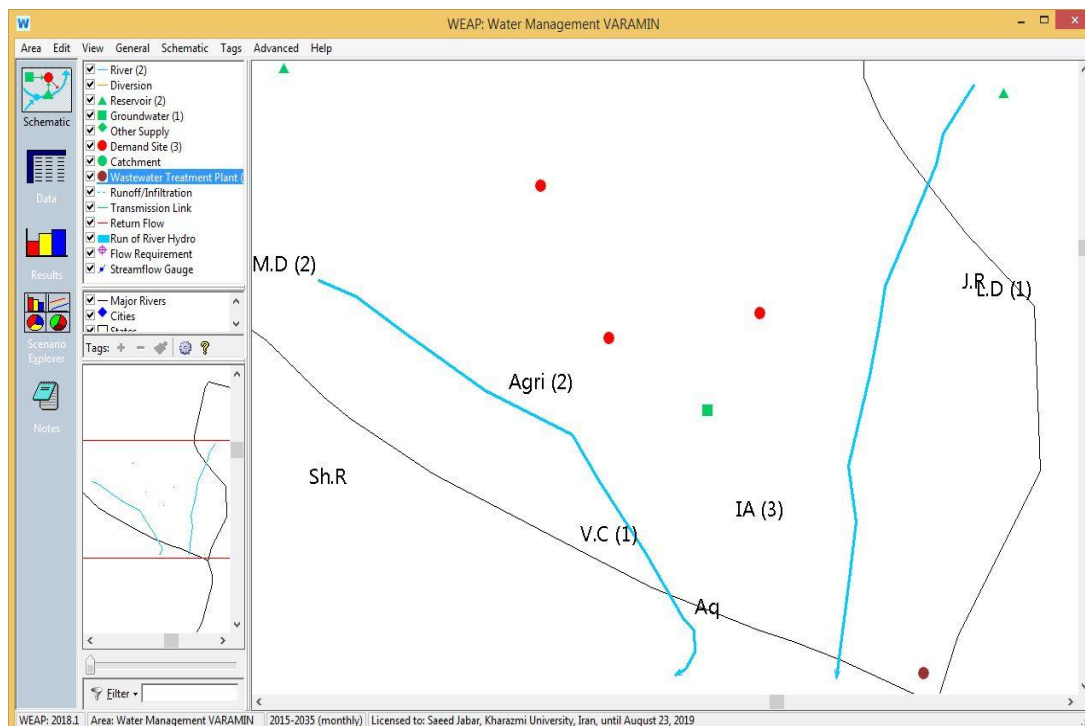 W
WEAP: Water Management VARAMIN
Area Edit View General Schematic Tags Advanced Help
Schematic
Data
Results
Scenario
Explorer
Notes
River (2)
Diversion
Reservoir (2)
Groundwater (1)
Other Supply
Demand Site (3)
Catchment
Wastewater Treatment Plant (
Runoff/Infiltration
Transmission Link
Return Flow
Run of River Hydro
Flow Requirement
Streamflow Gauge
Major Rivers
Cities
States
Tags:
Filter
M.D (2)
J.R
L.D (1)
Agri (2)
Sh.R
IA (3)
V.C (1)
Aq
WEAP: 2018.1 Area: Water Management VARAMIN 2015-2035 (monthly) Licensed to: Saeed Jabar, Kharazmi University, Iran, until August 23, 2019